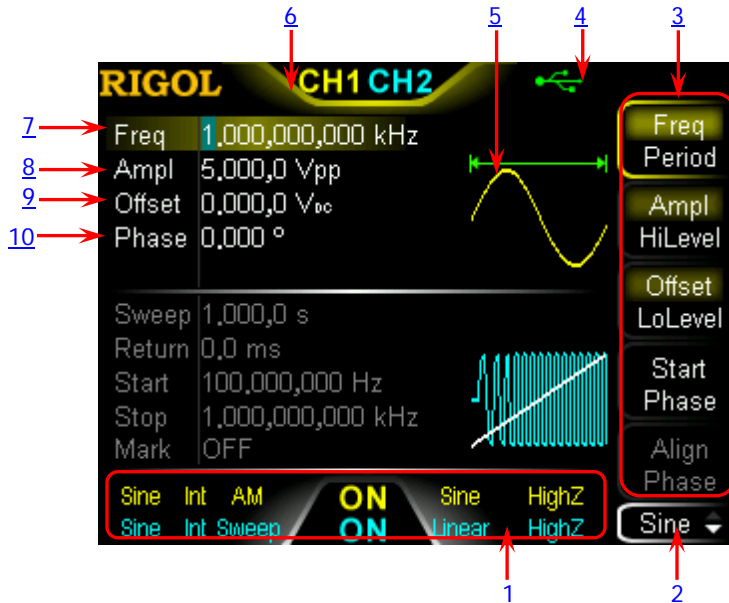 6 5 4 3
RIGOL CH1 CH2
7 Freq 1.000,000,000 kHz
8 Ampl 5.000,0 Vpp
9 Offset 0.000,0 VDC
10 Phase 0.000 °
Freq
Period
Ampl
HiLevel
Offset
LoLevel
Start
Phase
Align
Phase
Sweep 1.000,0 s
Return 0.0 ms
Start 100.000,000 Hz
Stop 1.000,000,000 kHz
Mark OFF
Sine Int AM ON Sine HighZ
Sine Int Sweep ON Linear HighZ
Sine
1 2